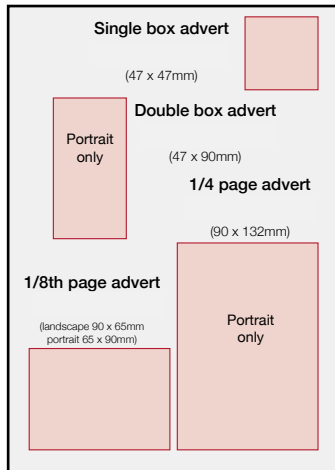 Single box advert
(47 x 47mm)
Double box advert
Portrait
only
(47 x 90mm)
1/4 page advert
(90 x 132mm)
1/8th page advert
(landscape 90 x 65mm
portrait 65 x 90mm)
Portrait
only